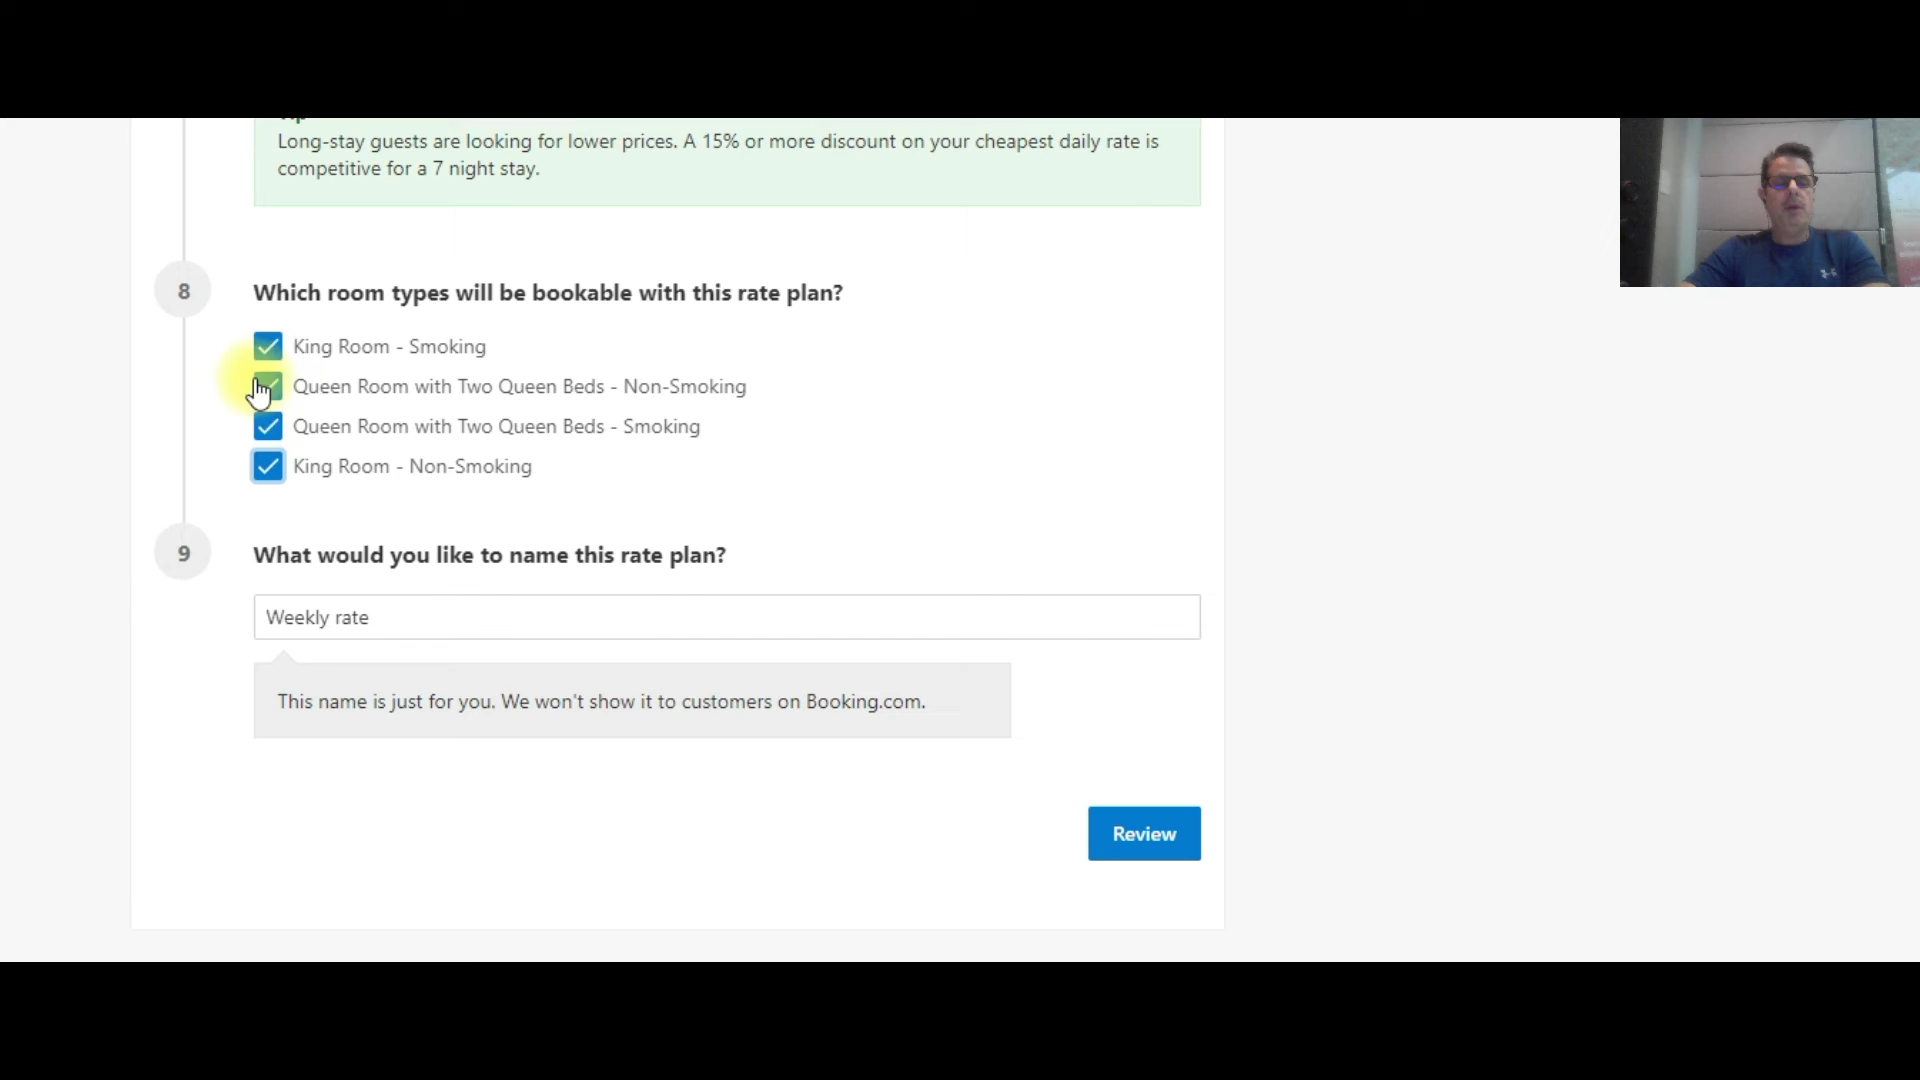 Long-stay guests are looking for lower prices. A 15% or more discount on your cheapest daily rate is
competitive for a 7 night stay.
8
Which room types will be bookable with this rate plan?
King Room - Smoking
Queen Room with Two Queen Beds - Non-Smoking
Queen Room with Two Queen Beds - Smoking
King Room - Non-Smoking
9
What would you like to name this rate plan?
Weekly rate
This name is just for you. We won't show it to customers on Booking.com.
Review